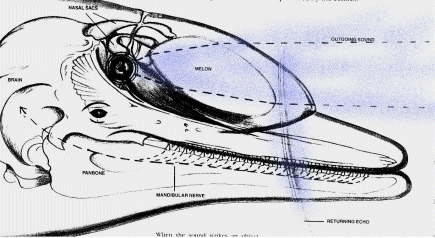 NASAL SACS
OUTGOING SOUND
MELON
BRAIN
PANBONE
MANDIBULAR NERVE
RETURNING ECHO
When the sound strikes an object